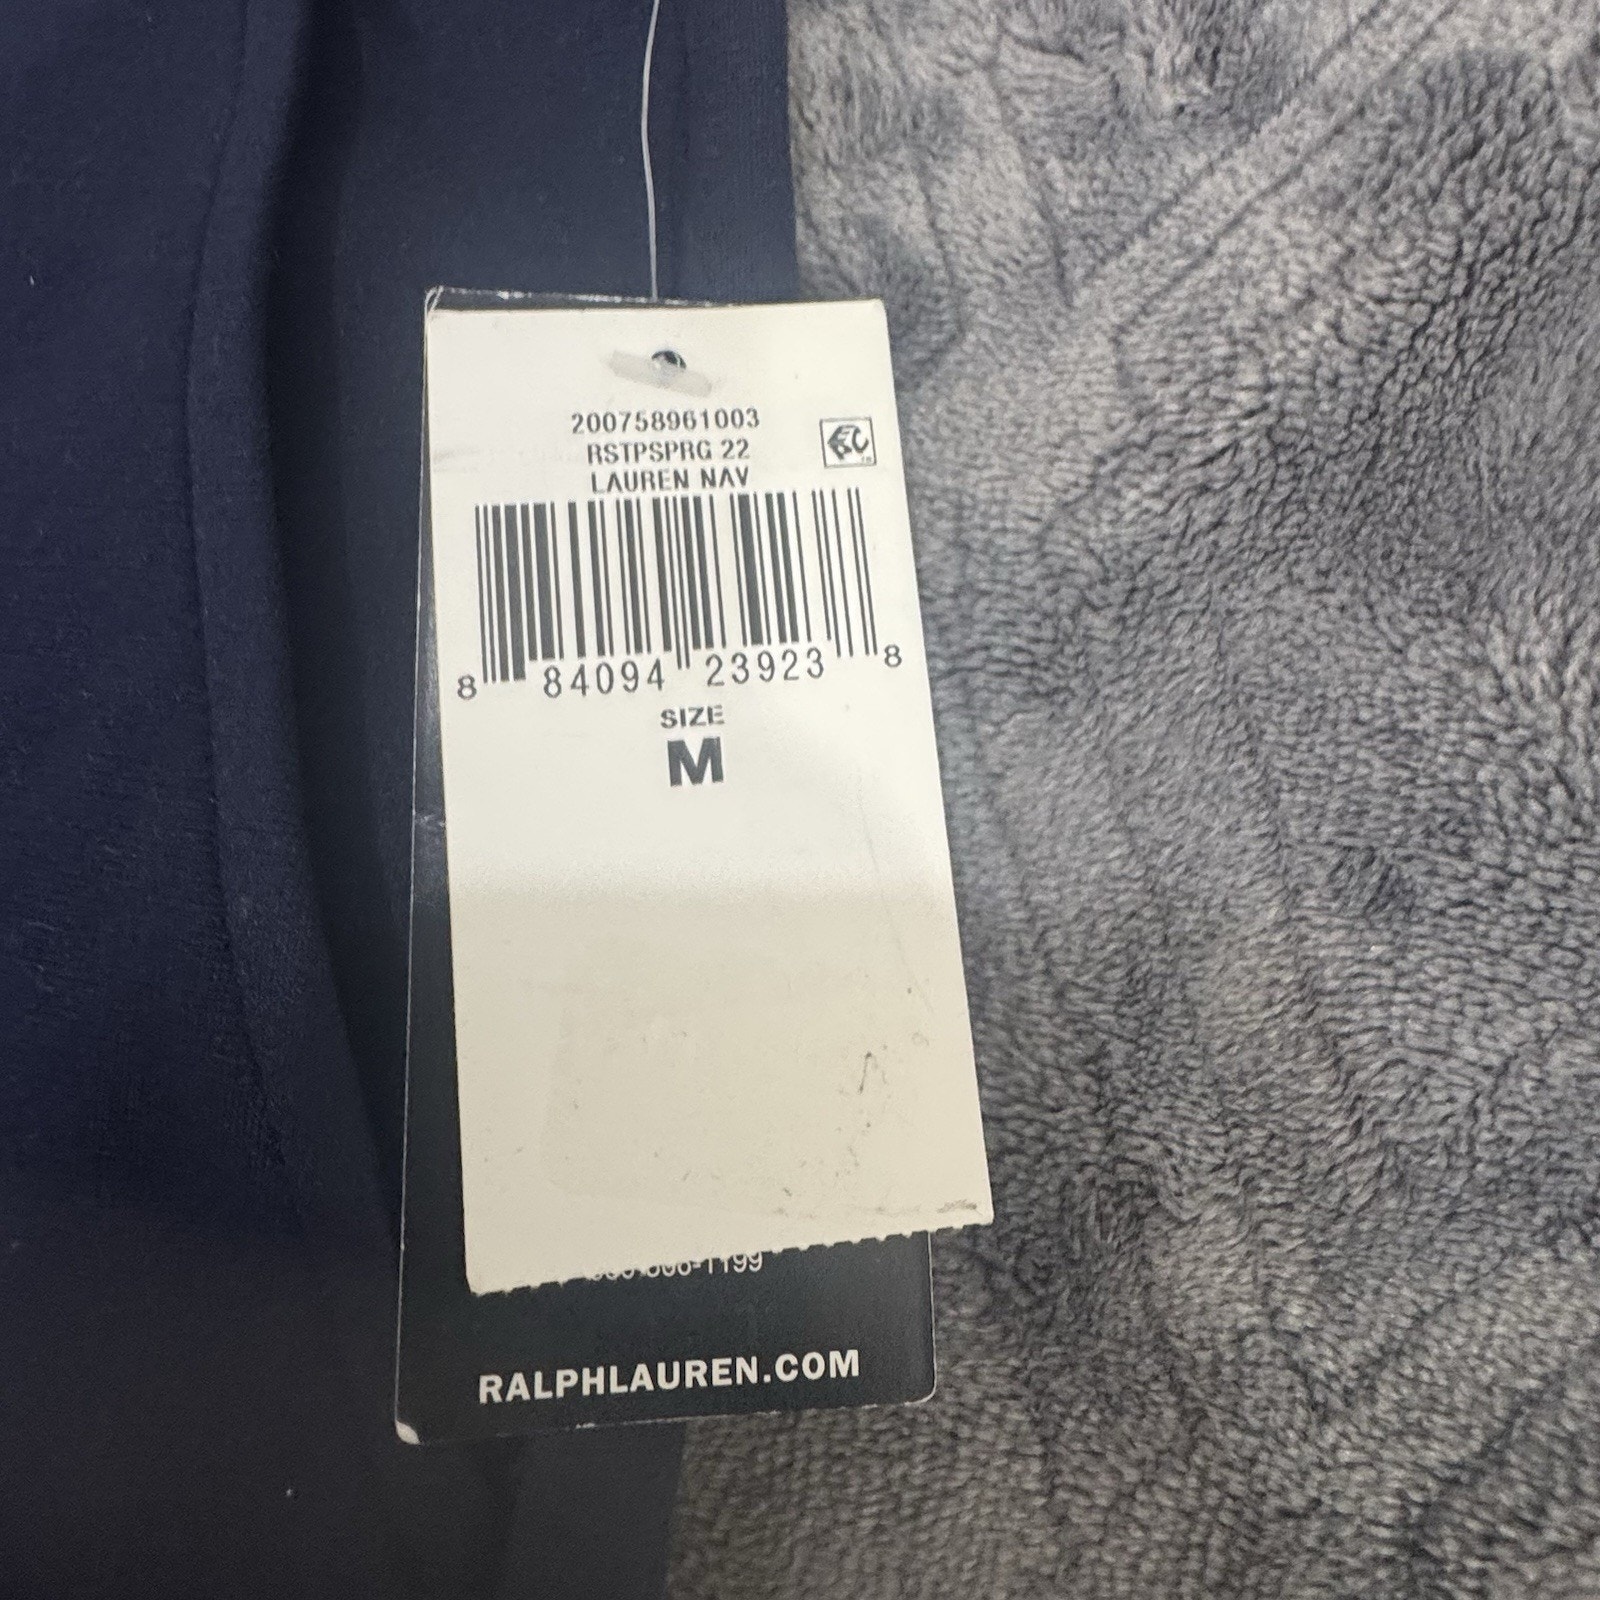 200758961003
RSTPSPRG 22
LAUREN NAV
8 84094 23923 8
SIZE
M
RALPHLAUREN.COM